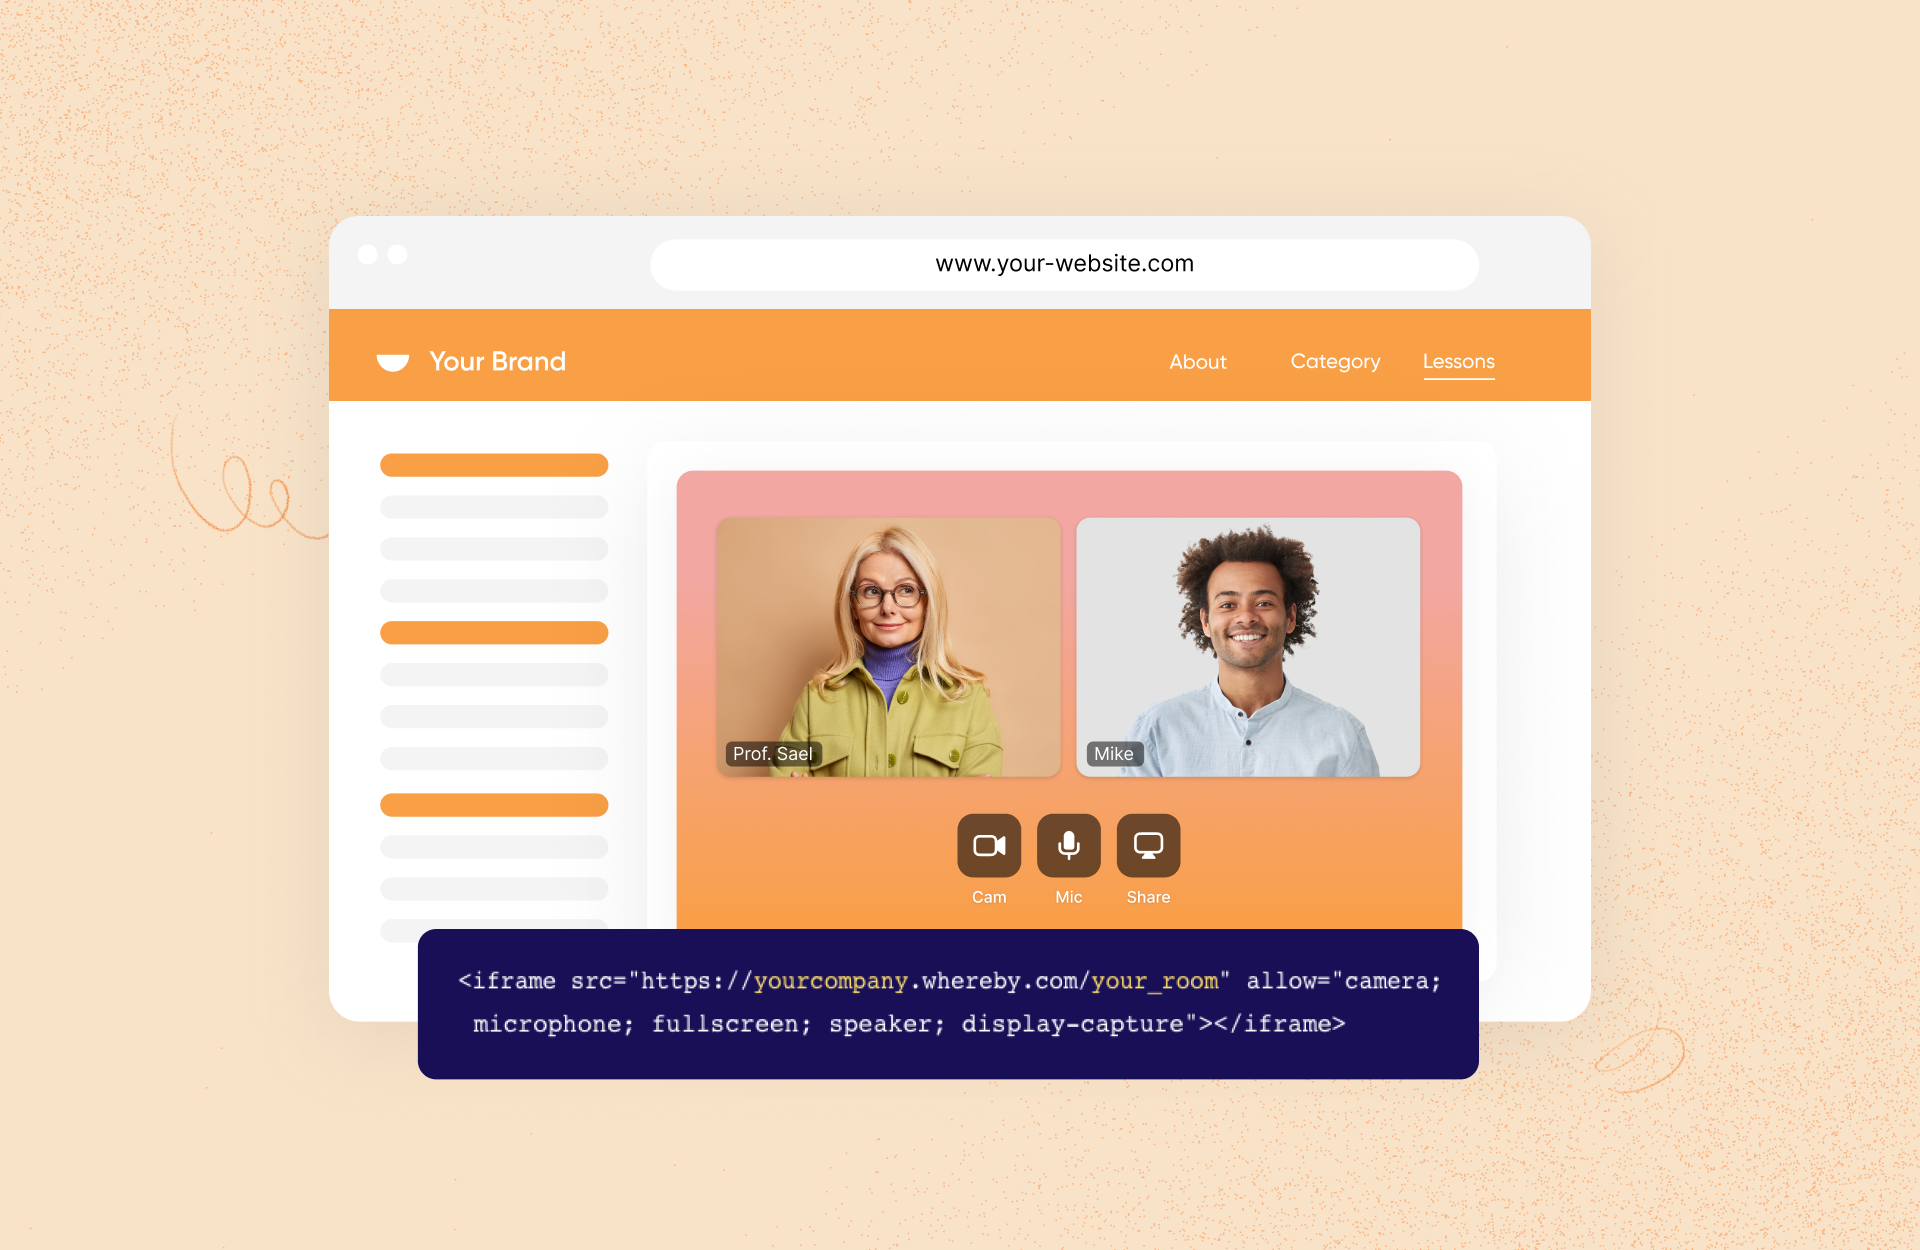 www.your-website.com
Your Brand
About
Category
Lessons
Prof. Sael
Mike
Cam
Mic
Share
<iframe src="https://yourcompany.whereby.com/your_room" allow="camera;
microphone; fullscreen; speaker; display-capture"></iframe>